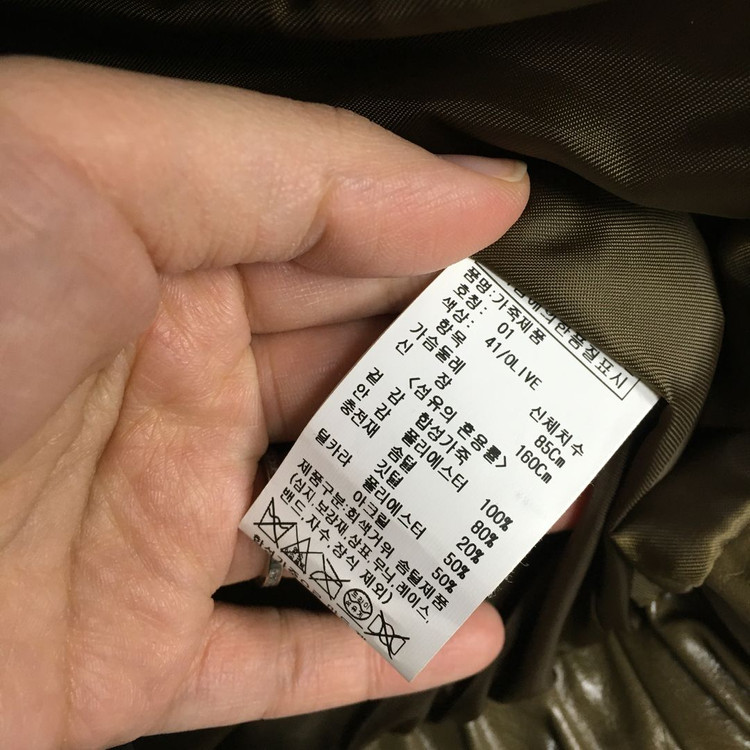 의한품질표시
품명:가죽제품
호칭: 01
색상: 41/OLIVE
항목 신체치수
가슴둘레 85Cm
신 장 160Cm
<섬유의 혼용률>
겉 감 합성가죽
안 감 폴리에스터 100%
충전재 솜털 80%
깃털 20%
털카라 폴리에스터 50%
아크릴 50%
제품구분:회색거위 솜털제품
(심지,보강재,상표,무늬,레이스,
밴드,자수,장식 제외)